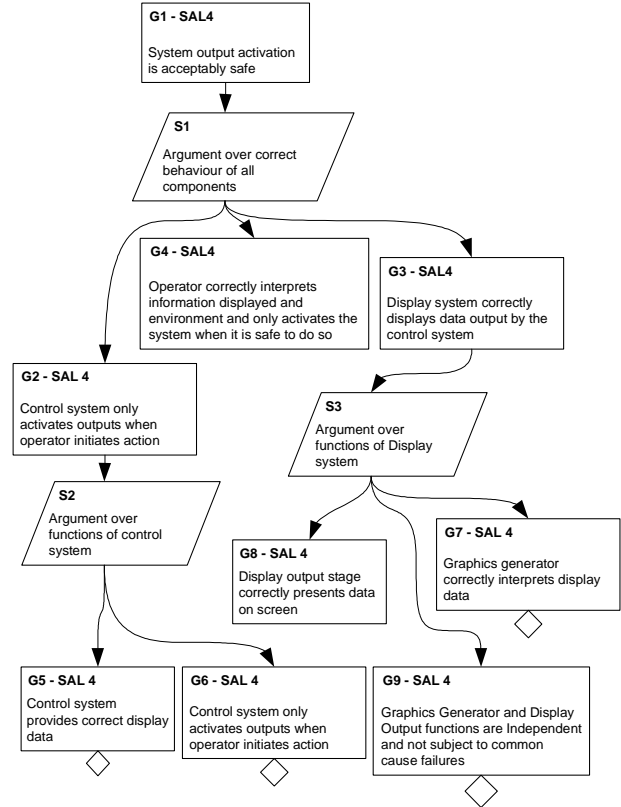 G1 - SAL4
System output activation
is acceptably safe
S1
Argument over correct
behaviour of all
components
G4 - SAL4
Operator correctly interprets
information displayed and
environment and only activates the
system when it is safe to do so
G3 - SAL4
Display system correctly
displays data output by the
control system
G2 - SAL 4
Control system only
activates outputs when
operator initiates action
S3
Argument over
functions of Display
system
S2
Argument over
functions of control
system
G8 - SAL 4
Display output stage
correctly presents data
on screen
G7 - SAL 4
Graphics generator
correctly interprets display
data
G5 - SAL 4
Control system
provides correct display
data
G6 - SAL 4
Control system only
activates outputs when
operator initiates action
G9 - SAL 4
Graphics Generator and Display
Output functions are Independent
and not subject to common
cause failures